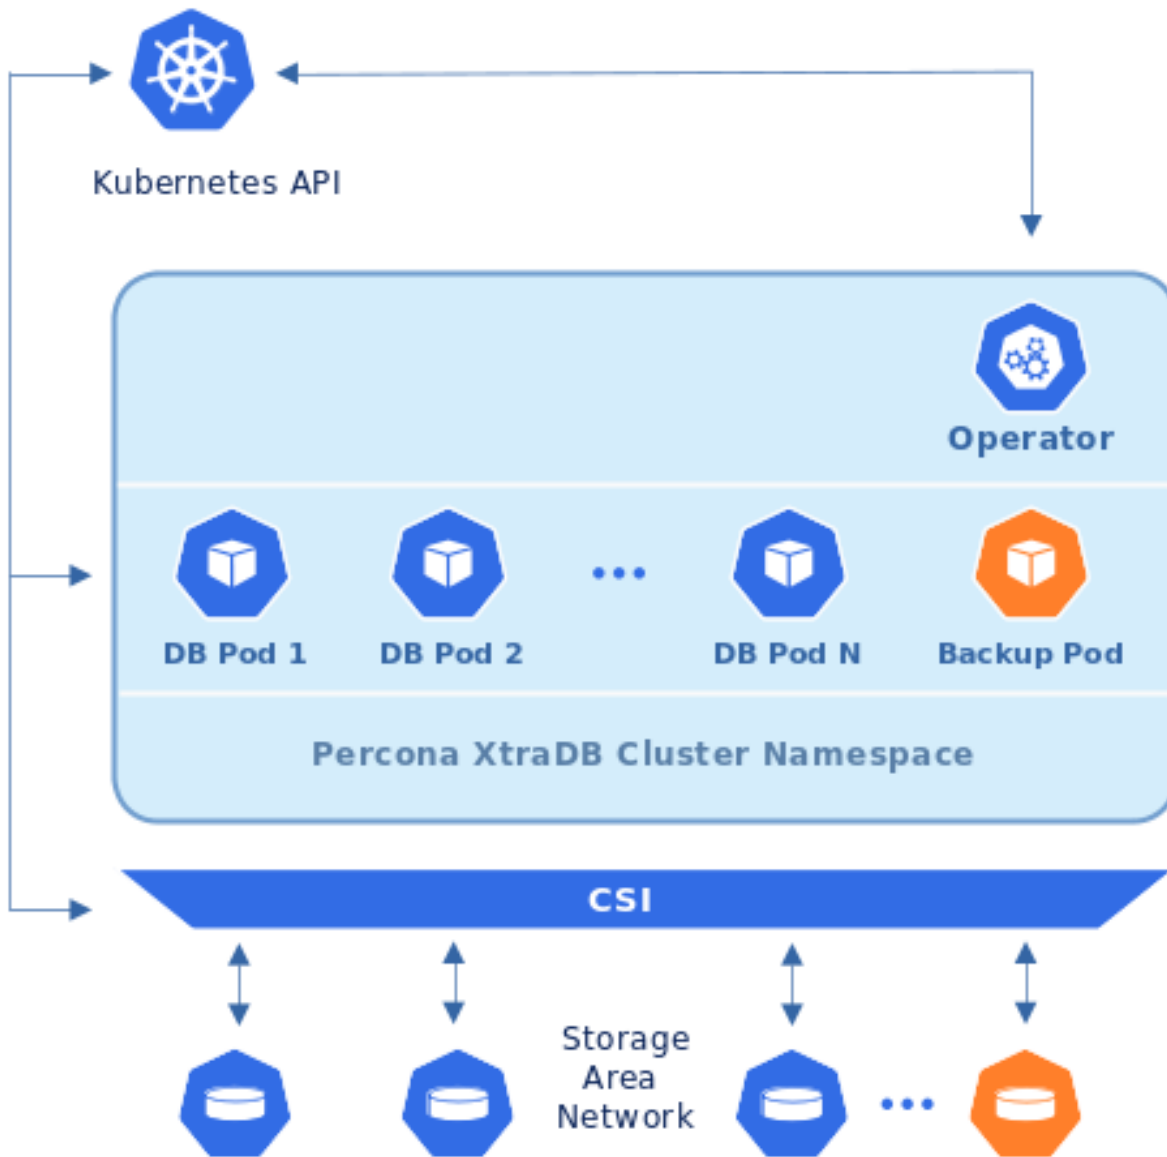 Kubernetes API
Operator
DB Pod 1
DB Pod 2
DB Pod N
Backup Pod
Percona XtraDB Cluster Namespace
CSI
Storage
Area
Network